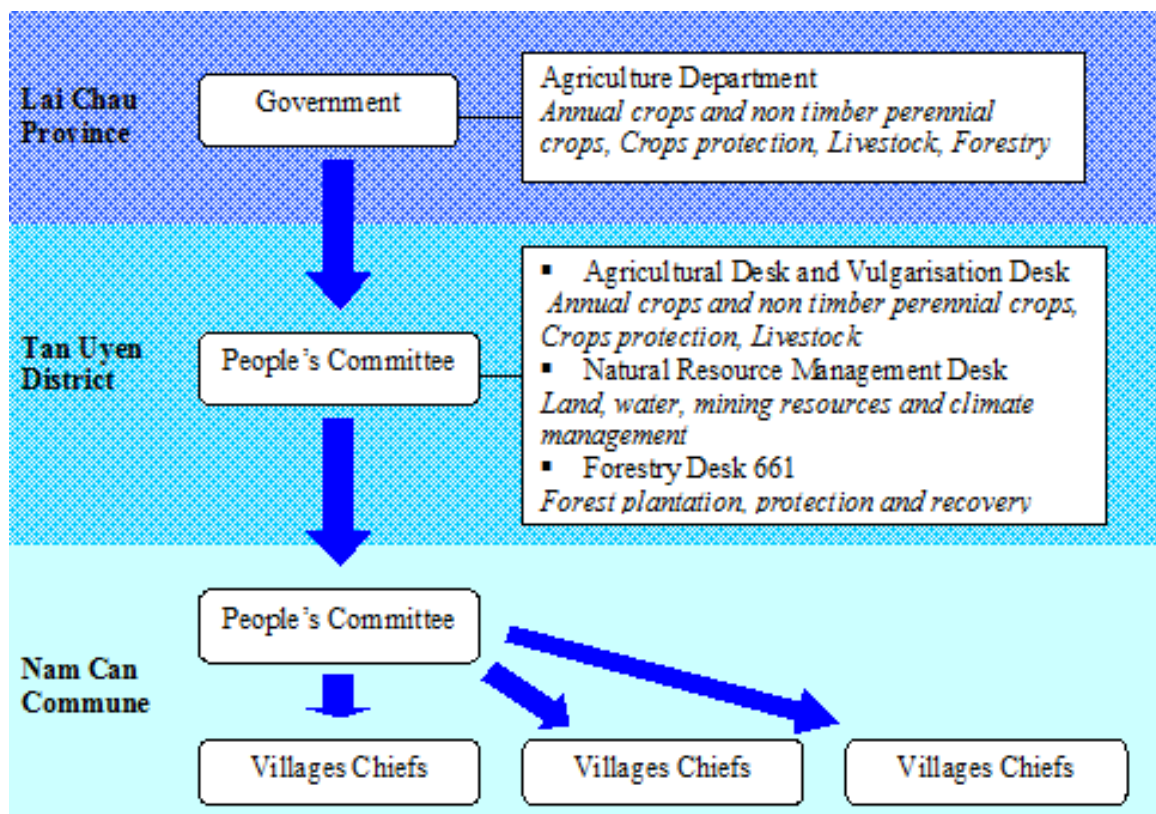 Lai Chau
Province
Government
Agriculture Department
Annual crops and non timber perennial
crops, Crops protection, Livestock, Forestry
Tan Uyen
District
People’s Committee
▪ Agricultural Desk and Vulgarisation Desk
Annual crops and non timber perennial crops,
Crops protection, Livestock
▪ Natural Resource Management Desk
Land, water, mining resources and climate
management
▪ Forestry Desk 661
Forest plantation, protection and recovery
Nam Can
Commune
People’s Committee
Villages Chiefs
Villages Chiefs
Villages Chiefs